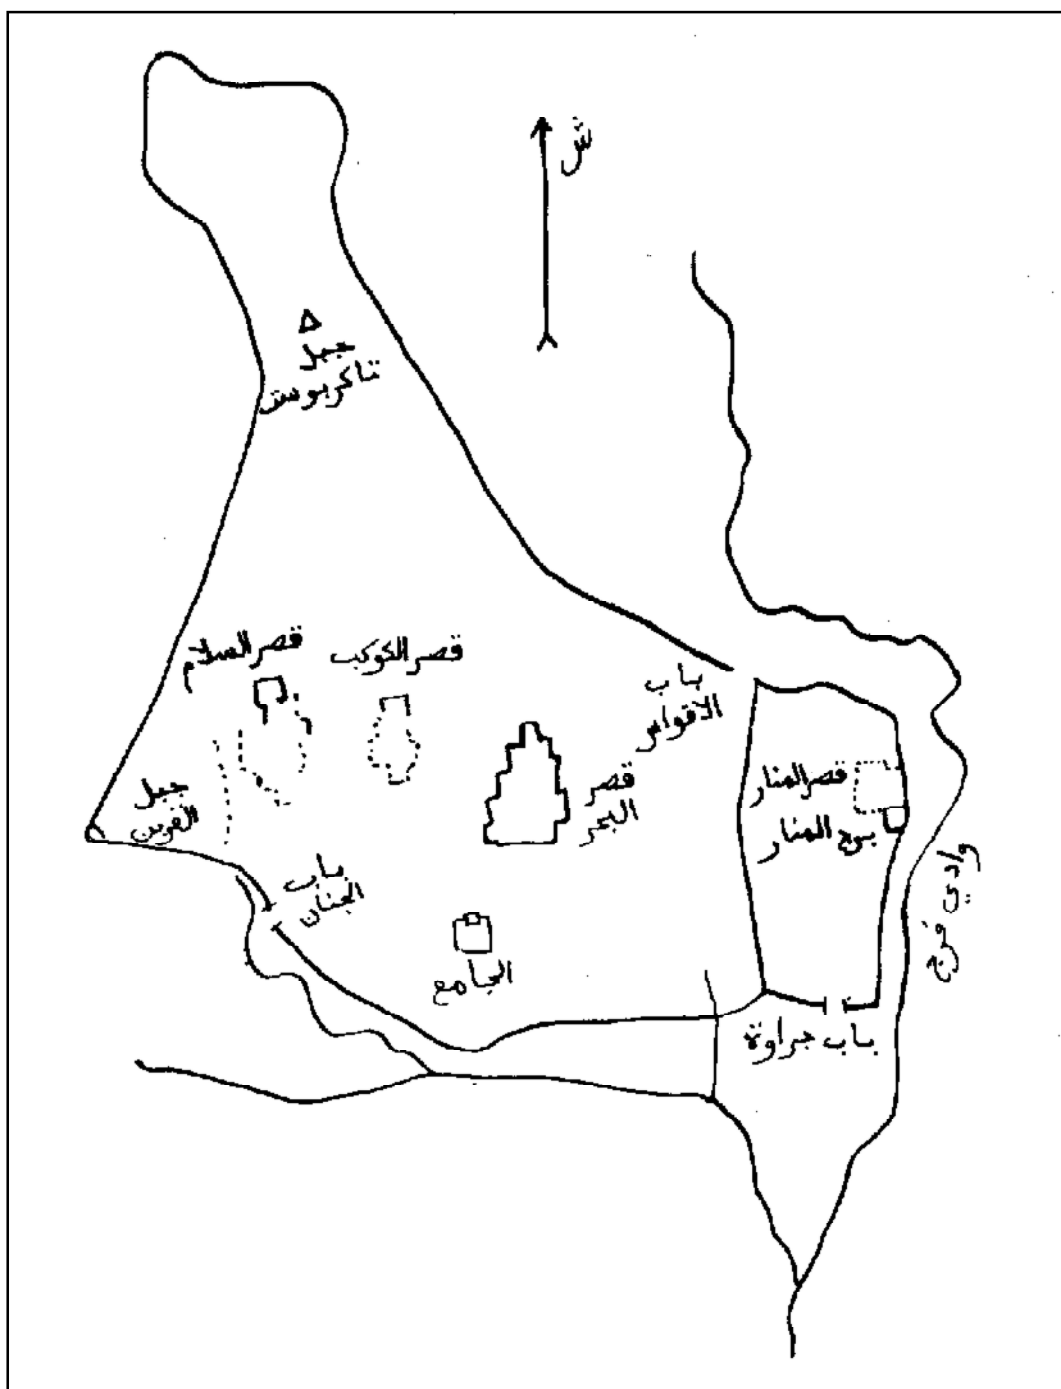 ش
جبل
تاكربوست
قصر السلام
قصر الكوكب
باب
الاقواس
قصر
البحر
قصر المنار
برج المنار
جبل
القرين
باب
الجنان
الجامع
وادي فرج
باب جراوة